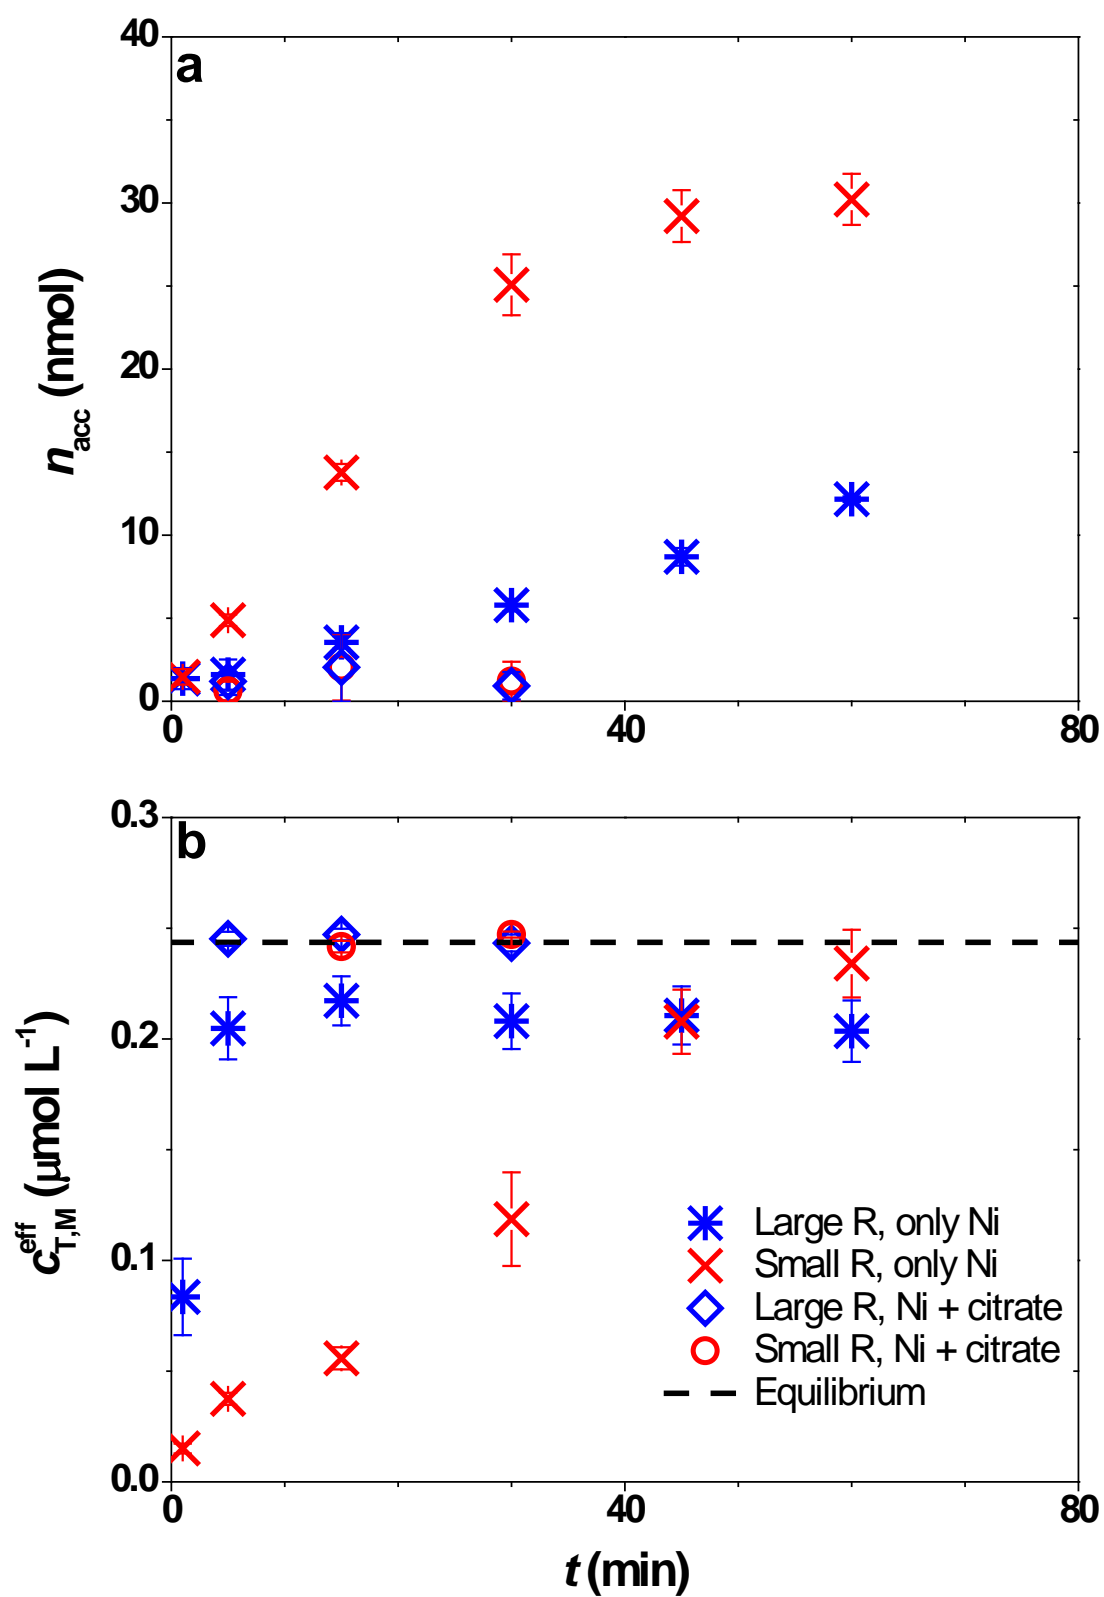 40
a
30
n_acc (nmol)
20
10
0
0 40 80
0.3
b
0.2
c^eff_T,M (μmol L⁻¹)
Large R, only Ni
Small R, only Ni
0.1
Large R, Ni + citrate
Small R, Ni + citrate
Equilibrium
0.0
0 40 80
t (min)